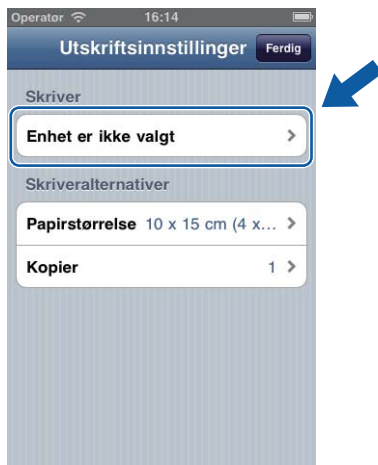 Operatør 16:14
Utskriftsinnstillinger Ferdig
Skriver
Enhet er ikke valgt
Skriveralternativer
Papirstørrelse 10 x 15 cm (4 x...
Kopier 1